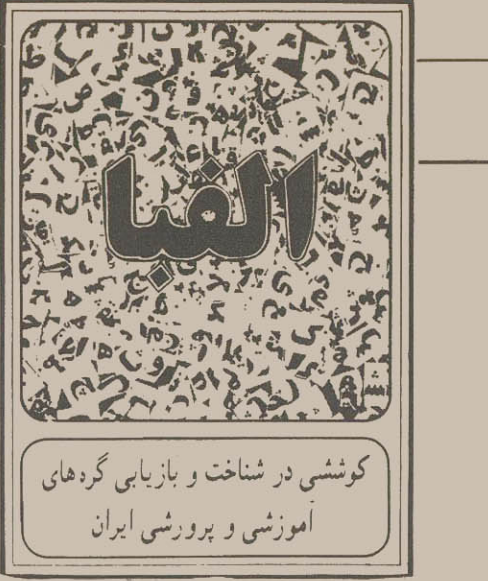 الفبا
کوششی در شناخت و بازیابی گره‌های
آموزشی و پرورشی ایران